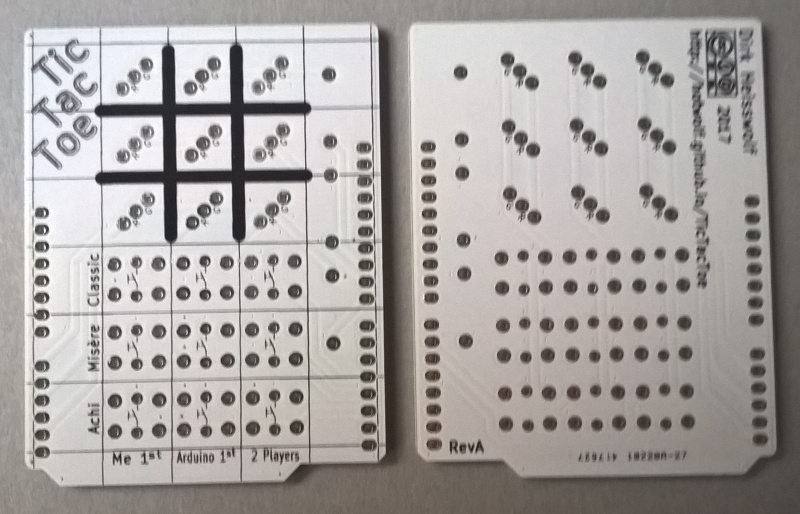 Tic
Tac
Toe
Classic
Misère
Achi
Me 1st
Arduino 1st
2 Players
Dirk Heisswolf
2017
http://hotwolf.github.io/TicTacToe
RevA